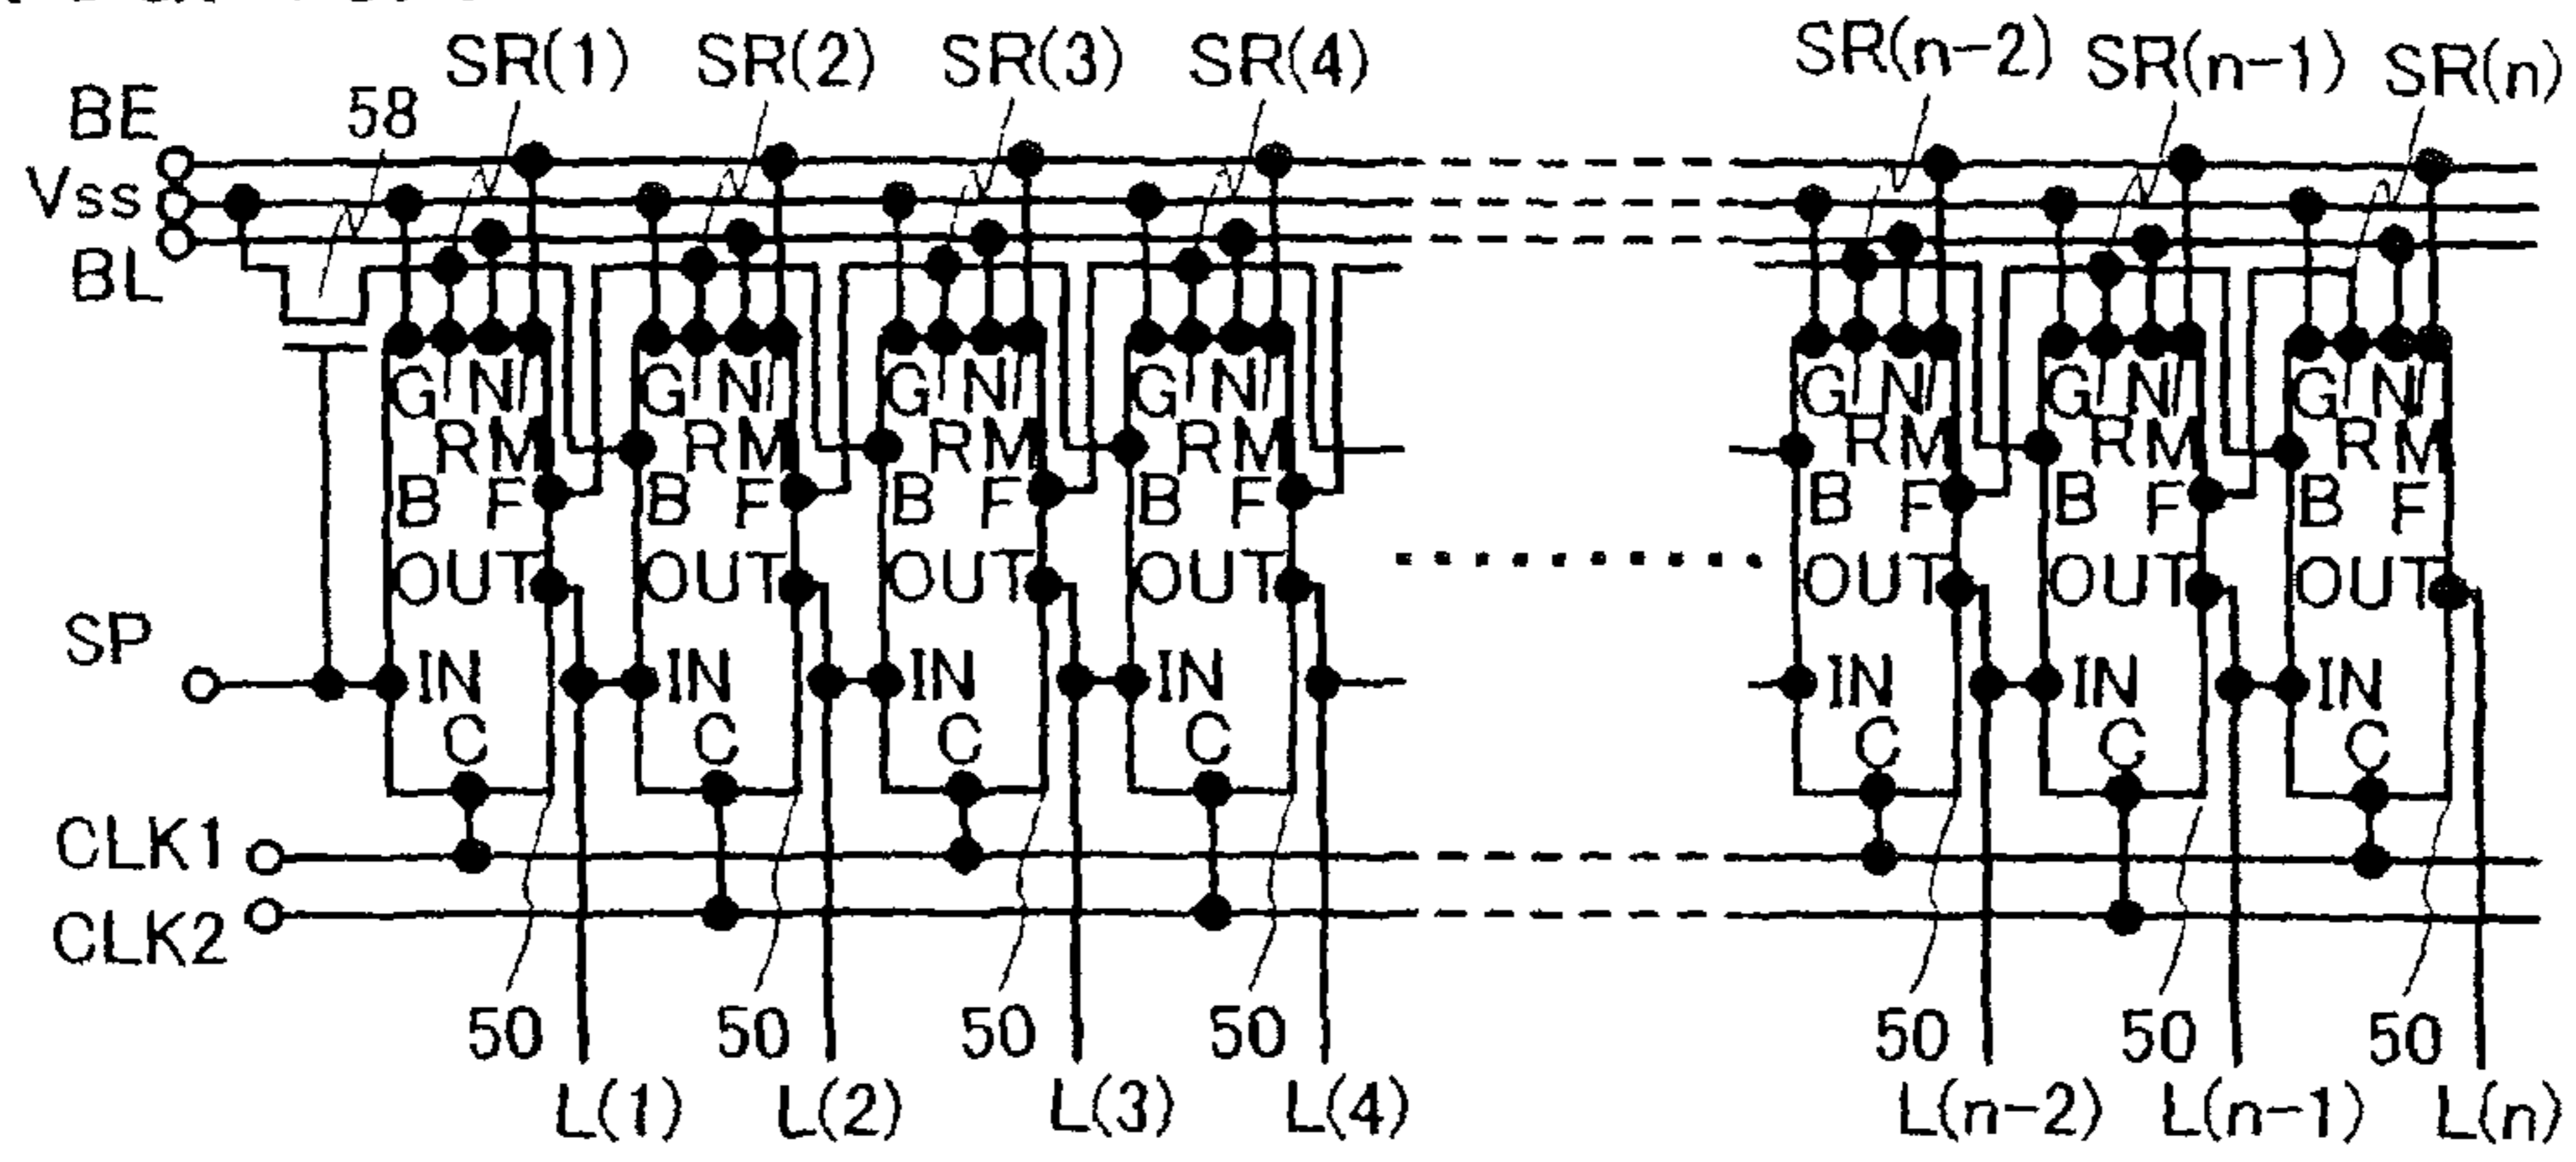 SR(1) SR(2) SR(3) SR(4) SR(n-2) SR(n-1) SR(n)
BE 58
Vss
BL
G N G N G N G N G N G N G N
R M R M R M R M R M R M R M
B F B F B F B F B F B F B F
OUT OUT OUT OUT OUT OUT OUT
SP IN IN IN IN IN IN IN
C C C C C C C
CLK1
CLK2
50 50 50 50 50 50 50
L(1) L(2) L(3) L(4) L(n-2) L(n-1) L(n)